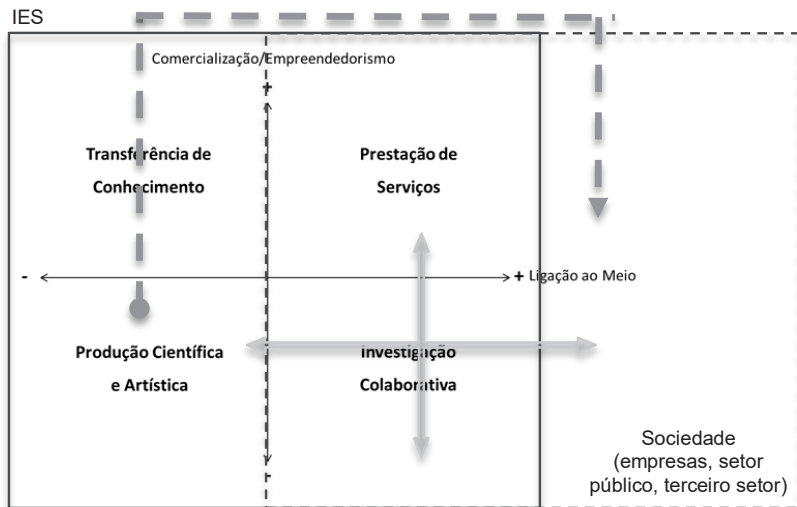 IES
Comercialização/Empreendedorismo
+
Transferência de
Conhecimento
Prestação de
Serviços
-
+ Ligação ao Meio
Produção Científica
e Artística
Investigação
Colaborativa
-
Sociedade
(empresas, setor
público, terceiro setor)